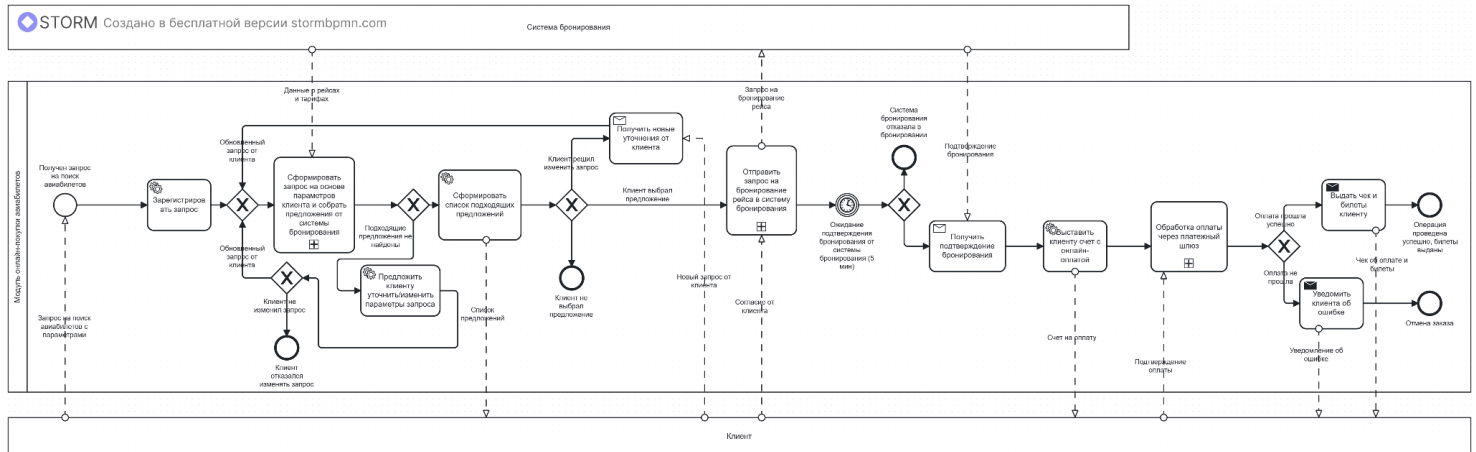 STORM Создано в бесплатной версии stormbpmn.com
Система бронирования
Модуль онлайн-покупки авиабилетов
Получен запрос
на поиск
авиабилетов
Запрос на поиск
авиабилетов с
параметрами
Зарегистриров
ать запрос
Обновленный
запрос от
клиента
Обновленный
запрос от
клиента
Данные о рейсах
и тарифах
Сформировать
запрос на основе
параметров
клиента и собрать
предложения от
системы
бронирования
Клиент не
изменил запрос
Клиент
отказался
изменять запрос
Подходящие
предложения не
найдены
Предложить
клиенту
уточнить/изменить
параметры запроса
Сформировать
список подходящих
предложений
Список
предложений
Клиент решил
изменить запрос
Клиент не
выбрал
предложение
Получить новые
уточнения от
клиента
Клиент выбрал
предложение
Новый запрос от
клиента
Запрос на
бронирование
рейса
Отправить
запрос на
бронирование
рейса в систему
бронирования
Согласие от
клиента
Ожидание
подтверждения
бронирования от
системы
бронирования (5
мин)
Система
бронирования
отказала в
бронировании
Подтверждение
бронирования
Получить
подтверждение
бронирования
Выставить
клиенту счет с
онлайн-
оплатой
Счет на оплату
Обработка оплаты
через платежный
шлюз
Подтверждение
оплаты
Оплата прошла
успешно
Оплата не
прошла
Выдать чек и
билеты
клиенту
Чек об оплате и
билеты
Операция
проведена
успешно, билеты
выданы
Уведомить
клиента об
ошибке
Уведомление об
ошибке
Отмена заказа
Клиент